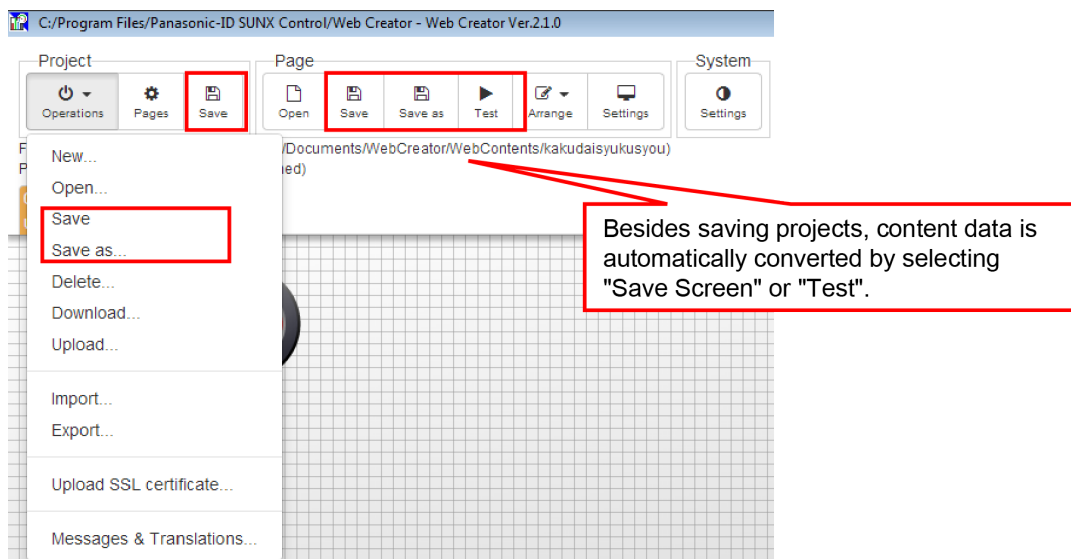 C:/Program Files/Panasonic-ID SUNX Control/Web Creator - Web Creator Ver.2.1.0
Project
Page
System
Operations
Pages
Save
Open
Save
Save as
Test
Arrange
Settings
Settings
/Documents/WebCreator/WebContents/kakudaisyukusyou)
New...
Open...
Save
Save as...
Delete...
Download...
Upload...
Import...
Export...
Upload SSL certificate...
Messages & Translations...
Besides saving projects, content data is
automatically converted by selecting
"Save Screen" or "Test".